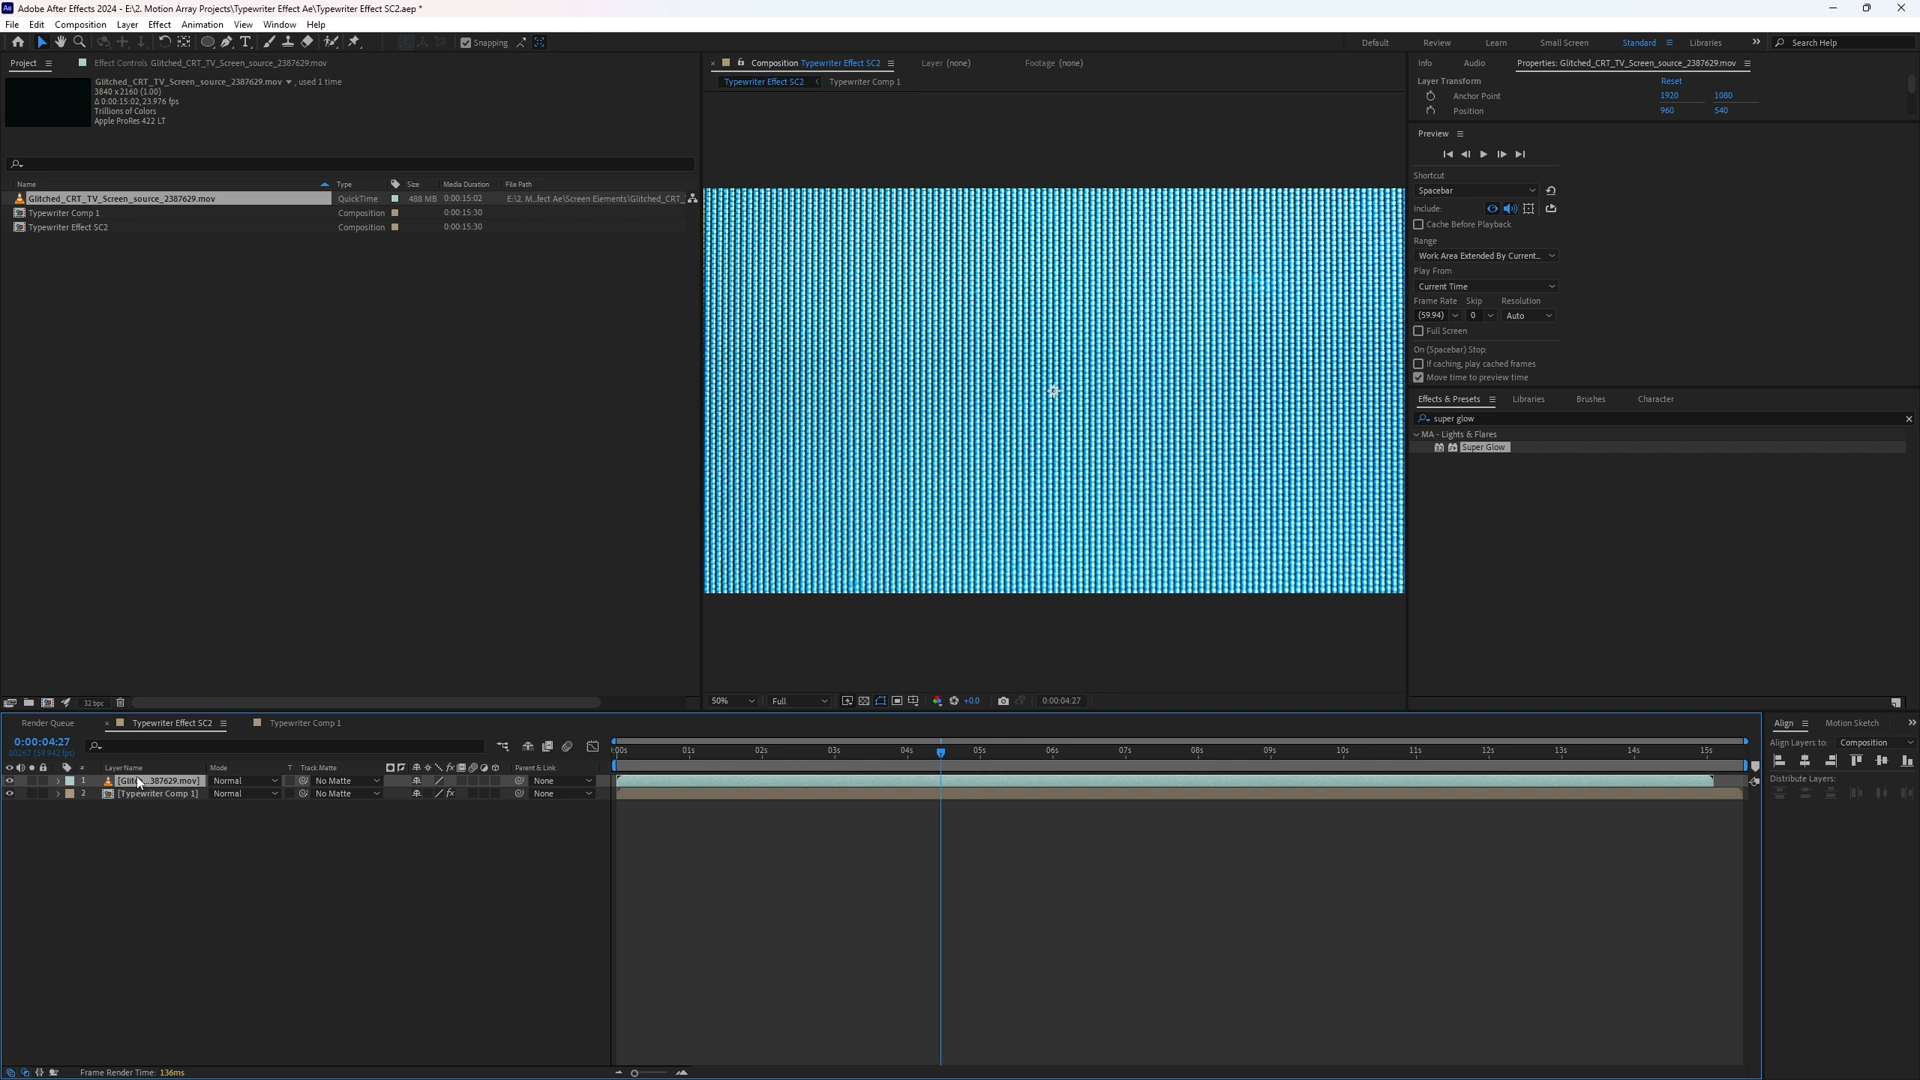 Adobe After Effects 2024 - E:\2. Motion Array Projects\Typewriter Effect Ae\Typewriter Effect SC2.aep *
File Edit Composition Layer Effect Animation View Window Help
Snapping
Default Review Learn Small Screen Standard Libraries Search Help
Project
Effect Controls Glitched_CRT_TV_Screen_source_2387629.mov
Glitched_CRT_TV_Screen_source_2387629.mov , used 1 time
3840 x2160 (1.00)
Δ 0:00:15:02, 23.976 fps
Trillions of Colors
Apple ProRes 422 LT
Name Type Size Media Duration File Path
Glitched_CRT_TV_Screen_source_2387629.mov QuickTime 488 MB 0:00:15:02 E:\2. M...fect Ae\Screen Elements\Glitched_CRT_
Typewriter Comp 1 Composition 0:00:15:30
Typewriter Effect SC2 Composition 0:00:15:30
32 bpc
Composition Typewriter Effect SC2
Layer (none)
Footage (none)
Typewriter Effect SC2 Typewriter Comp 1
50% Full +0.0 0:00:04:27
Info Audio Properties: Glitched_CRT_TV_Screen_source_2387629.mov
Layer Transform Reset
Anchor Point 1920 1080
Position 960 540
Preview
Shortcut
Spacebar
Include:
Cache Before Playback
Range
Work Area Extended By Current...
Play From
Current Time
Frame Rate Skip Resolution
(59.94) 0 Auto
Full Screen
On (Spacebar) Stop:
If caching, play cached frames
Move time to preview time
Effects & Presets Libraries Brushes Character
super glow
MA - Lights & Flares
32 Super Glow
Render Queue Typewriter Effect SC2 Typewriter Comp 1
0:00:04:27
00267 (59.942 fps)
# Layer Name Mode T Track Matte fx Parent & Link
1 [Glitc...387629.mov] Normal No Matte None
2 [Typewriter Comp 1] Normal No Matte fx None
:00s 01s 02s 03s 04s 05s 06s 07s 08s 09s 10s 11s 12s 13s 14s 15s
Frame Render Time: 136ms
Align Motion Sketch
Align Layers to: Composition
Distribute Layers: